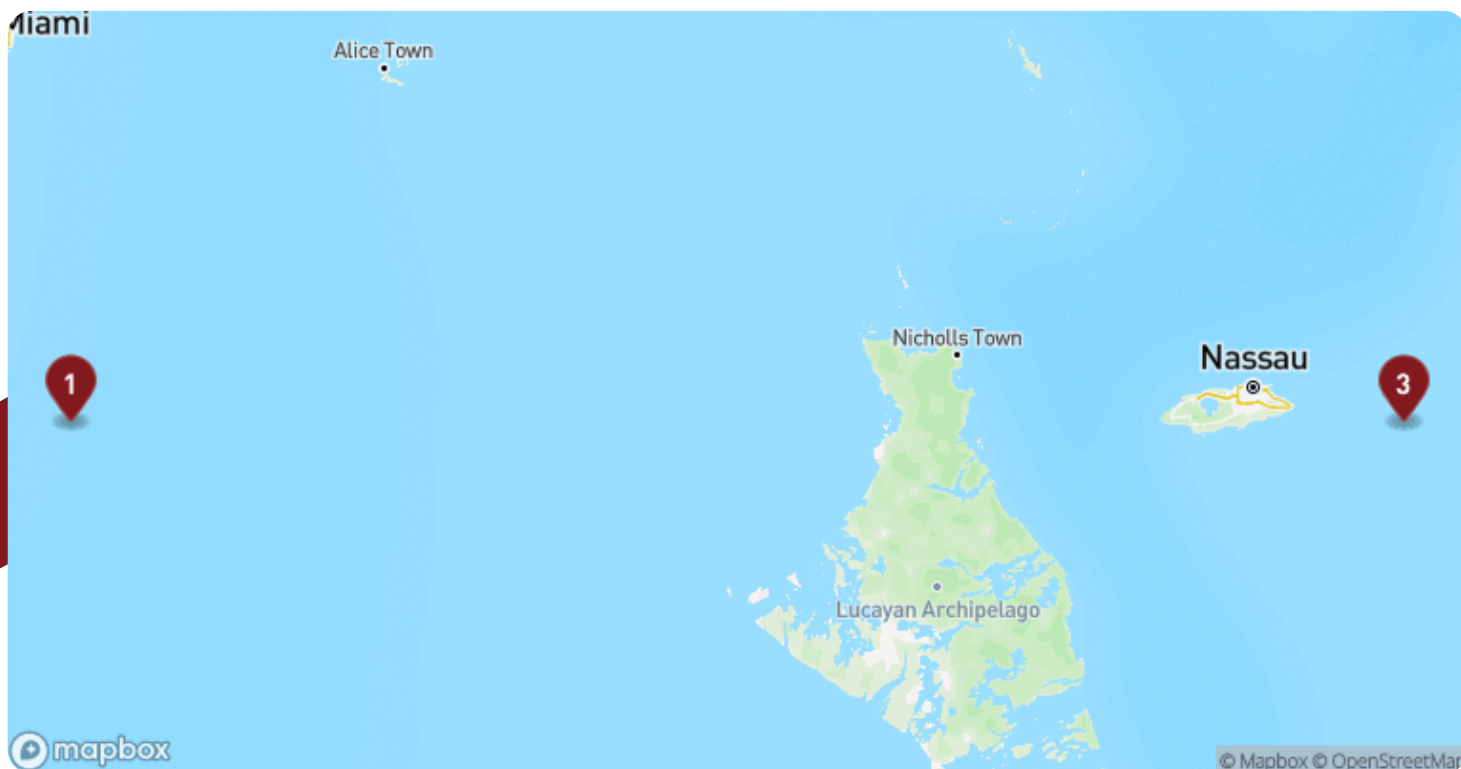 Miami
Alice Town
Nicholls Town
Nassau
1
3
Lucayan Archipelago
mapbox
© Mapbox © OpenStreetMap